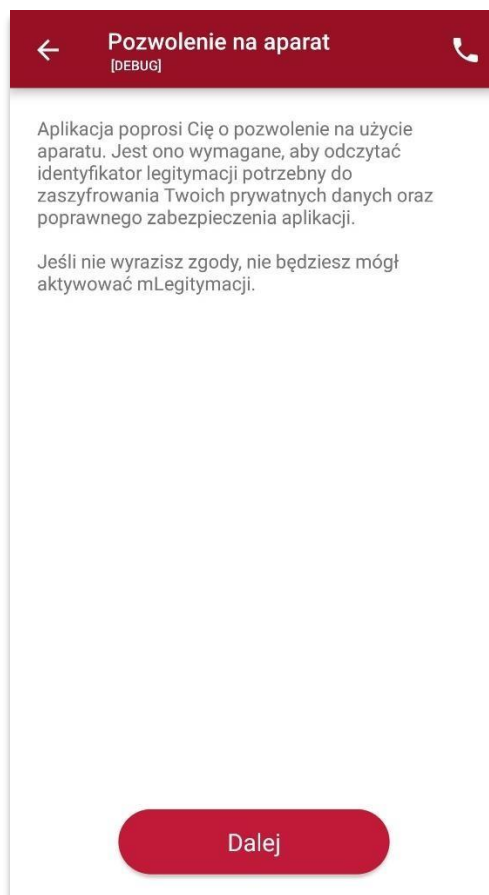 Pozwolenie na aparat
[DEBUG]
Aplikacja poprosi Cię o pozwolenie na użycie
aparatu. Jest ono wymagane, aby odczytać
identyfikator legitymacji potrzebny do
zaszyfrowania Twoich prywatnych danych oraz
poprawnego zabezpieczenia aplikacji.
Jeśli nie wyrazisz zgody, nie będziesz mógł
aktywować mLegitymacji.
Dalej